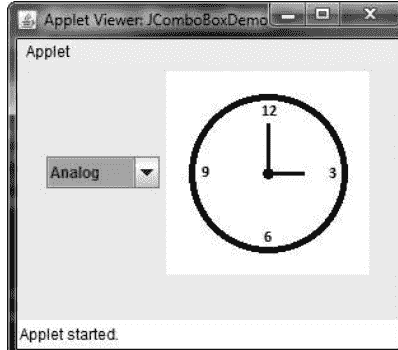 Applet Viewer: JComboBoxDemo
Applet
12
Analog
9
3
6
Applet started.